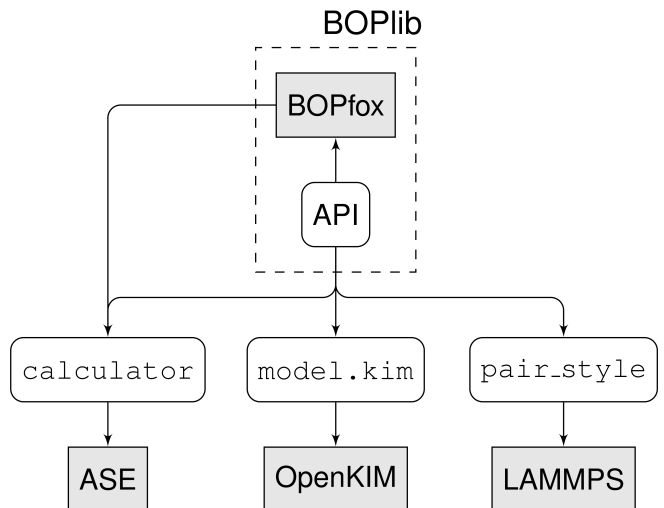 BOPlib
BOPfox
API
calculator
model.kim
pair_style
ASE
OpenKIM
LAMMPS